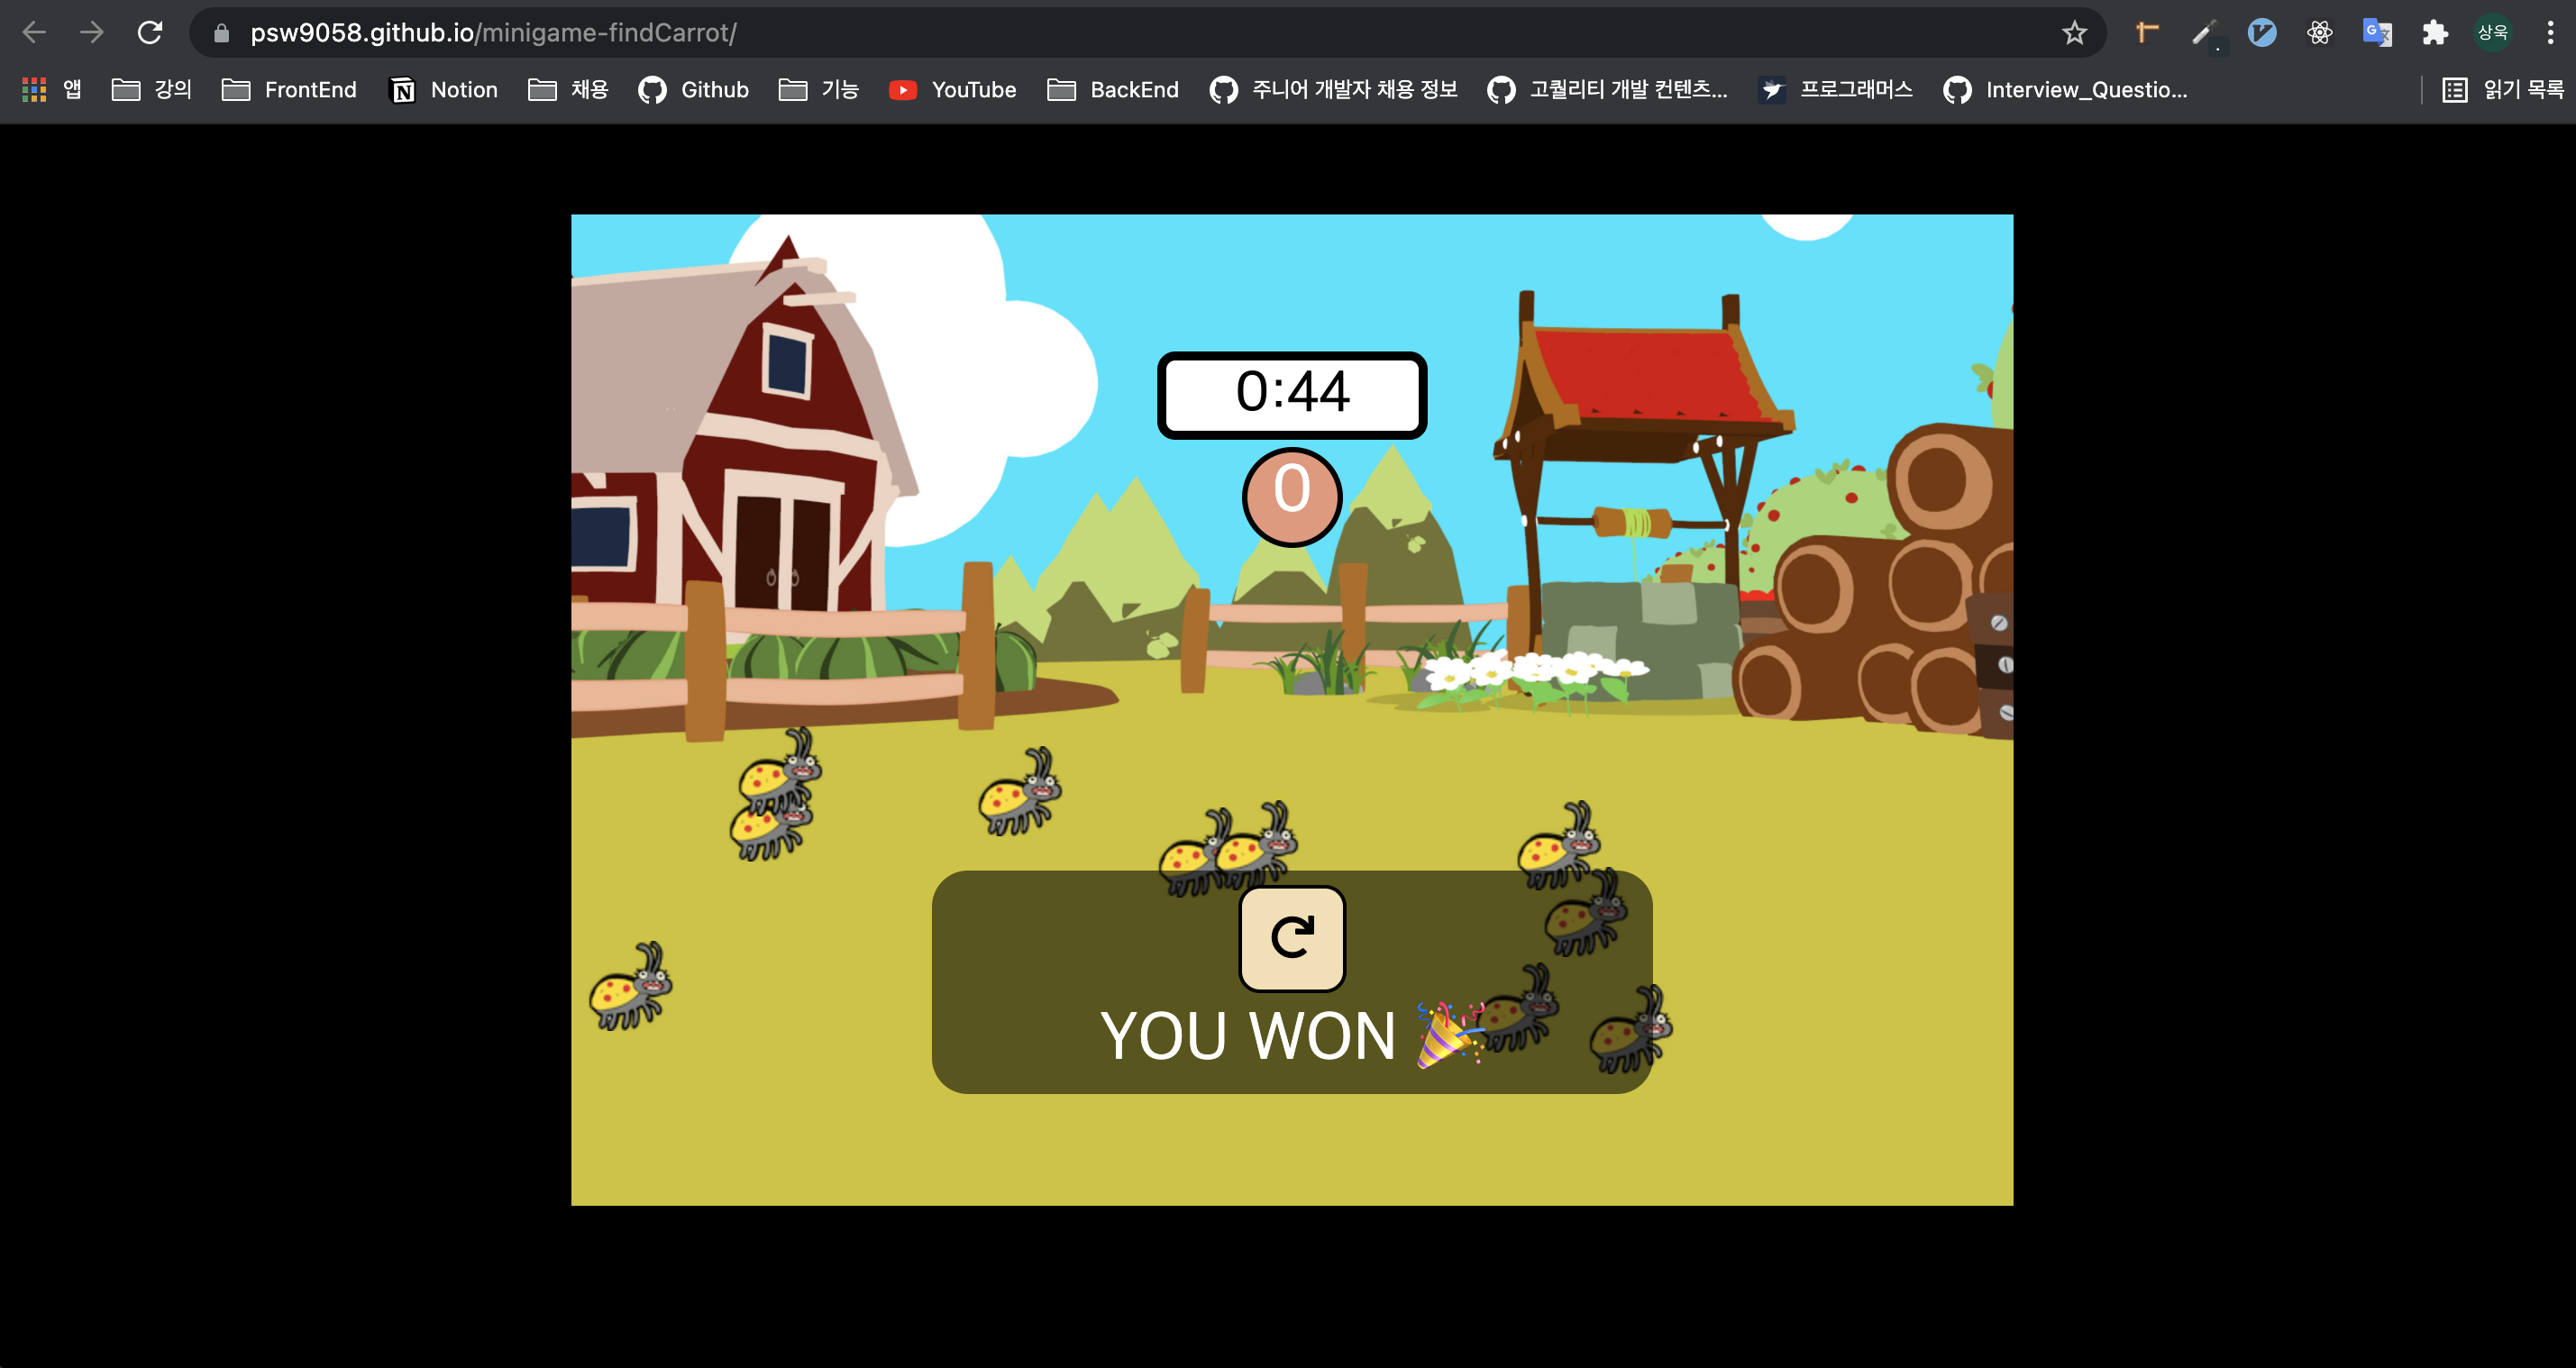 psw9058.github.io/minigame-findCarrot/
상욱
앱 강의 FrontEnd Notion 채용 Github 기능 YouTube BackEnd 주니어 개발자 채용 정보 고퀄리티 개발 컨텐츠... 프로그래머스 Interview_Questio... 읽기 목록
0:44
0
YOU WON 🎉